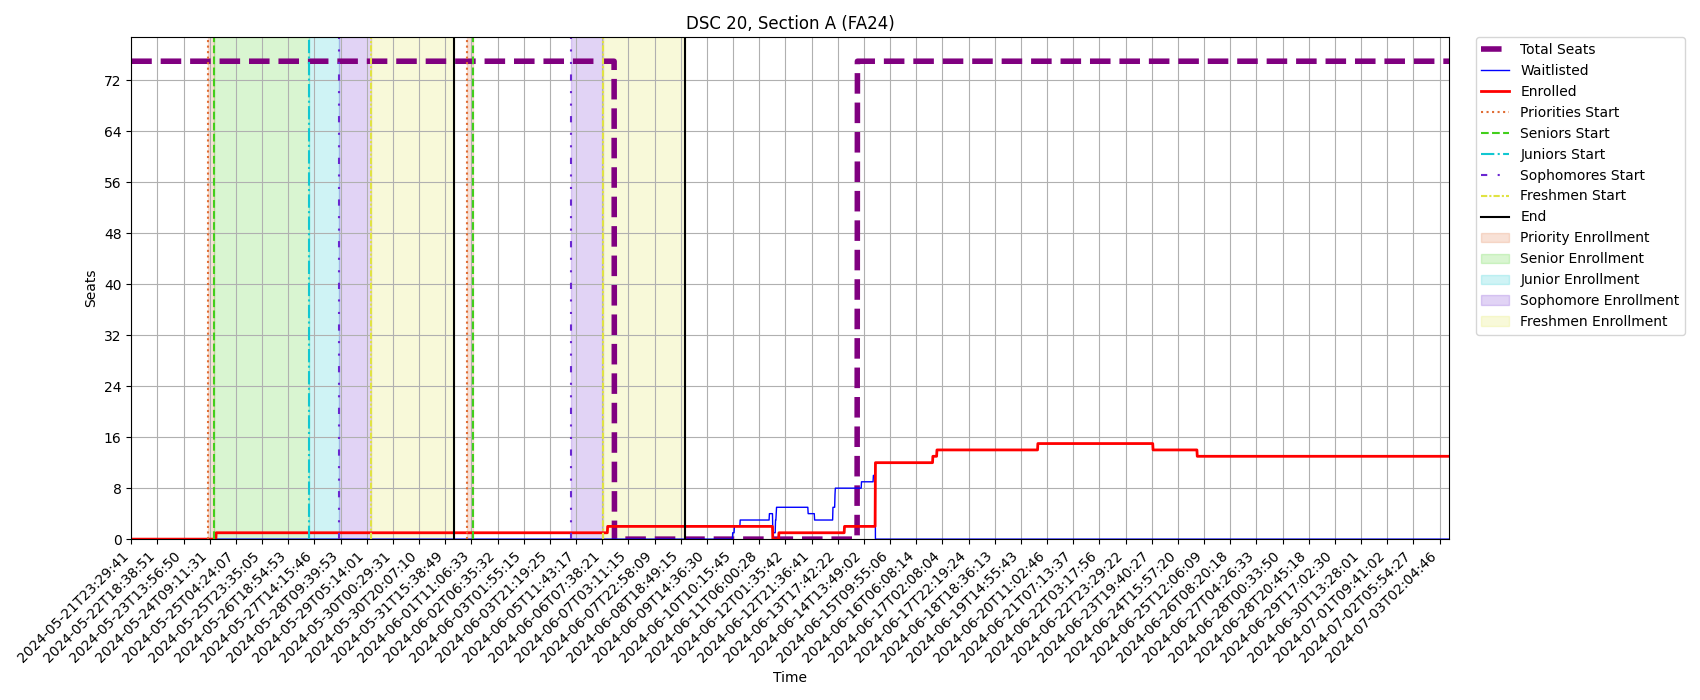 DSC 20, Section A (FA24)
Total Seats
Waitlisted
Enrolled
Priorities Start
Seniors Start
Juniors Start
Sophomores Start
Freshmen Start
End
Priority Enrollment
Senior Enrollment
Junior Enrollment
Sophomore Enrollment
Freshmen Enrollment
Seats
72
64
56
48
40
32
24
16
8
0
2024-05-21T23:29:41
2024-05-22T18:38:51
2024-05-23T13:56:50
2024-05-24T09:11:31
2024-05-25T04:24:07
2024-05-25T23:35:05
2024-05-26T18:54:53
2024-05-27T14:15:46
2024-05-28T09:39:53
2024-05-29T05:14:01
2024-05-30T00:29:31
2024-05-30T20:07:10
2024-05-31T15:38:49
2024-06-01T11:06:33
2024-06-02T06:35:32
2024-06-03T01:55:15
2024-06-03T21:19:25
2024-06-05T11:43:17
2024-06-06T07:38:21
2024-06-07T03:11:15
2024-06-07T22:58:09
2024-06-08T18:49:15
2024-06-09T14:36:30
2024-06-10T10:15:45
2024-06-11T06:00:28
2024-06-12T01:35:42
2024-06-12T21:36:41
2024-06-13T17:42:22
2024-06-14T13:49:02
2024-06-15T09:55:06
2024-06-16T06:08:14
2024-06-17T02:08:04
2024-06-17T22:19:24
2024-06-18T18:36:13
2024-06-19T14:55:43
2024-06-20T11:02:46
2024-06-21T07:13:37
2024-06-22T03:17:56
2024-06-22T23:29:22
2024-06-23T19:40:27
2024-06-24T15:57:20
2024-06-25T12:06:09
2024-06-26T08:20:18
2024-06-27T04:26:33
2024-06-28T00:33:50
2024-06-28T20:45:18
2024-06-29T17:02:30
2024-06-30T13:28:01
2024-07-01T09:41:02
2024-07-02T05:54:27
2024-07-03T02:04:46
Time